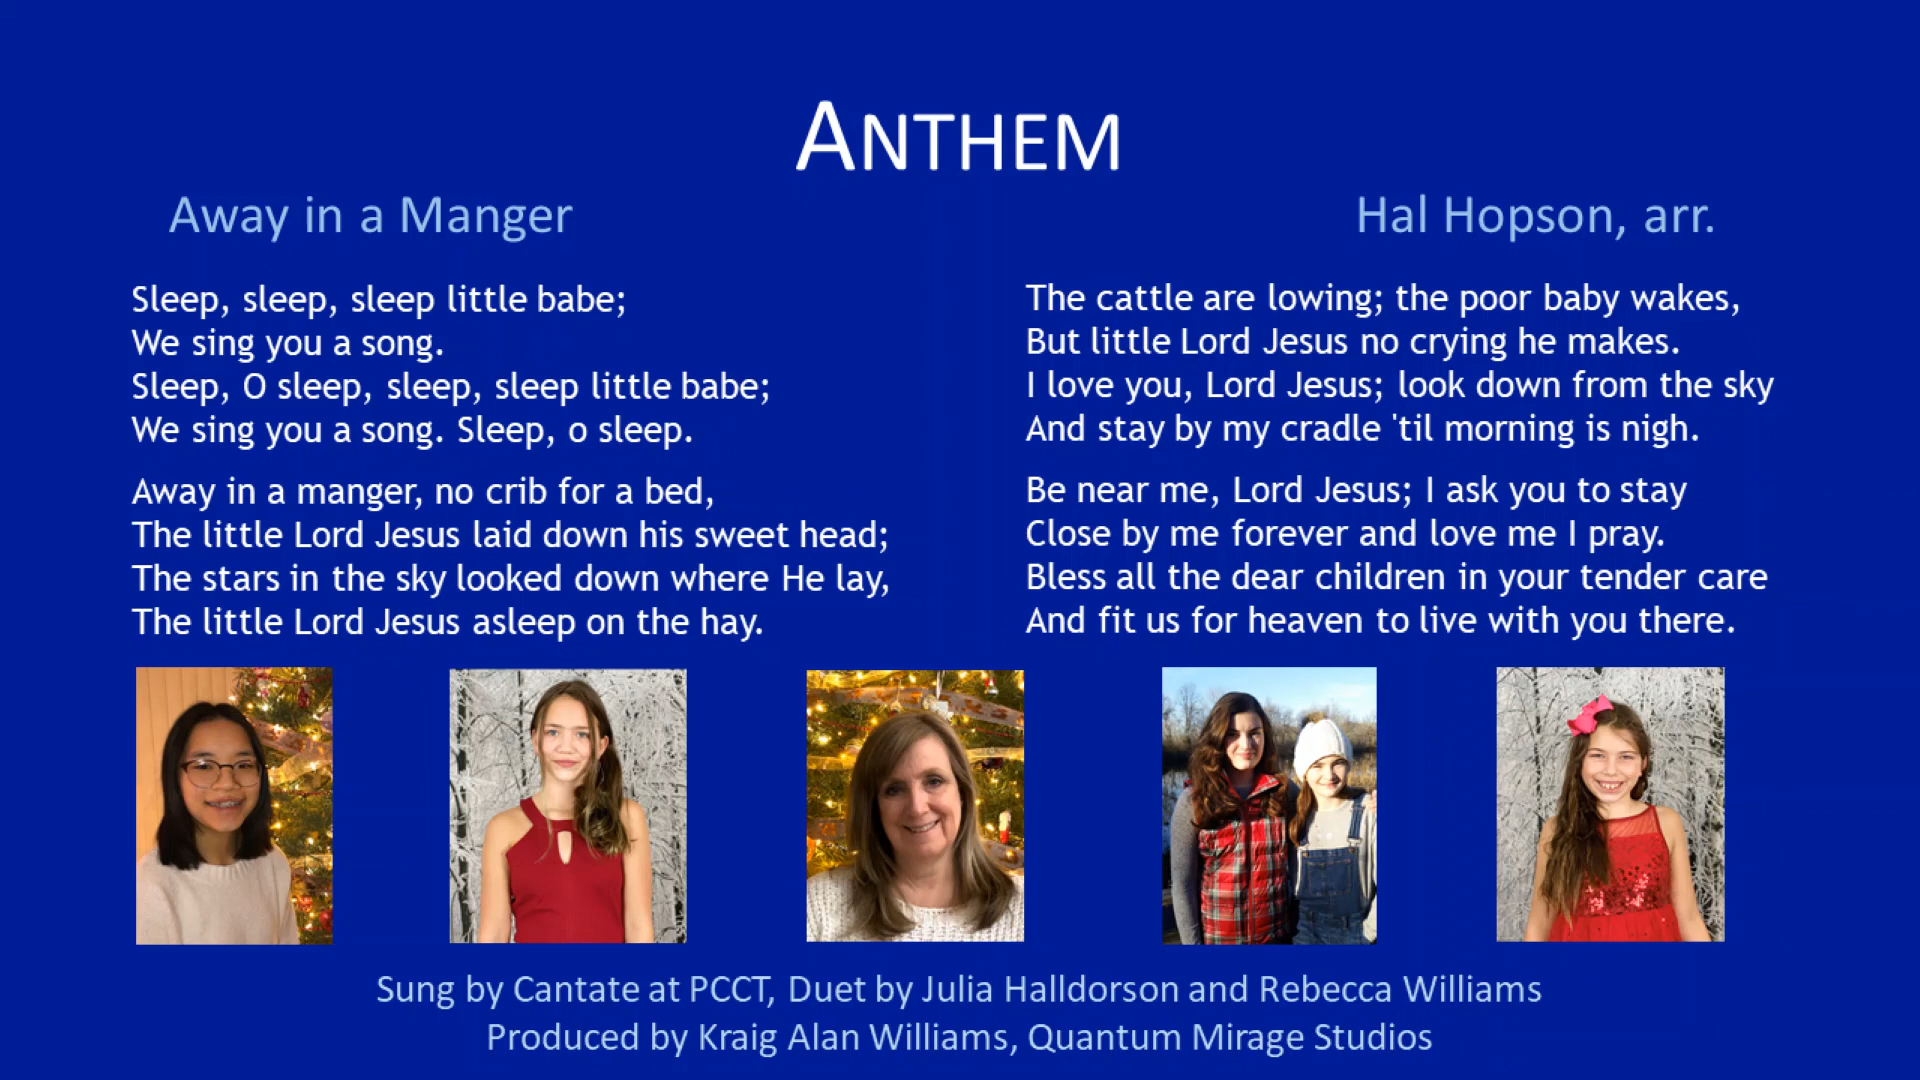 ANTHEM
Away in a Manger
Hal Hopson, arr.
Sleep, sleep, sleep little babe;
We sing you a song.
Sleep, O sleep, sleep, sleep little babe;
We sing you a song. Sleep, o sleep.
Away in a manger, no crib for a bed,
The little Lord Jesus laid down his sweet head;
The stars in the sky looked down where He lay,
The little Lord Jesus asleep on the hay.
The cattle are lowing; the poor baby wakes,
But little Lord Jesus no crying he makes.
I love you, Lord Jesus; look down from the sky
And stay by my cradle 'til morning is nigh.
Be near me, Lord Jesus; I ask you to stay
Close by me forever and love me I pray.
Bless all the dear children in your tender care
And fit us for heaven to live with you there.
Sung by Cantate at PCCT, Duet by Julia Halldorson and Rebecca Williams
Produced by Kraig Alan Williams, Quantum Mirage Studios